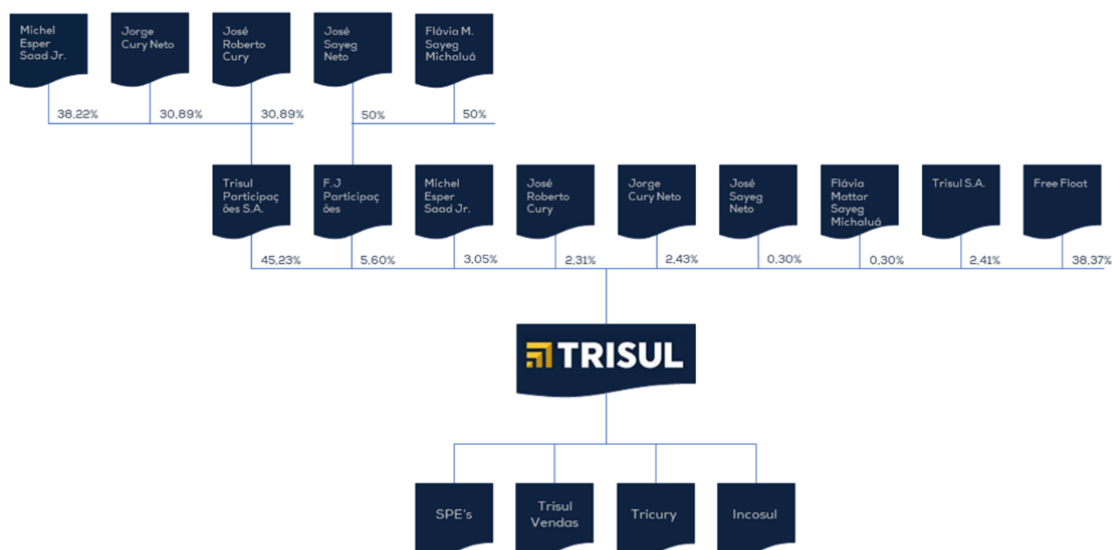 Michel
Esper
Saad Jr.
Jorge
Cury Neto
José
Roberto
Cury
José
Sayeg
Neto
Flávia M.
Sayeg
Michaluá
38,22%
30,89%
30,89%
50%
50%
Trisul
Participaç
ões S.A.
F.J
Participaç
ões
Michel
Esper
Saad Jr.
José
Roberto
Cury
Jorge
Cury Neto
José
Sayeg
Neto
Flávia
Mattar
Sayeg
Michaluá
Trisul S.A.
Free Float
45,23%
5,60%
3,05%
2,31%
2,43%
0,30%
0,30%
2,41%
38,37%
TRISUL
SPE's
Trisul
Vendas
Tricury
Incosul